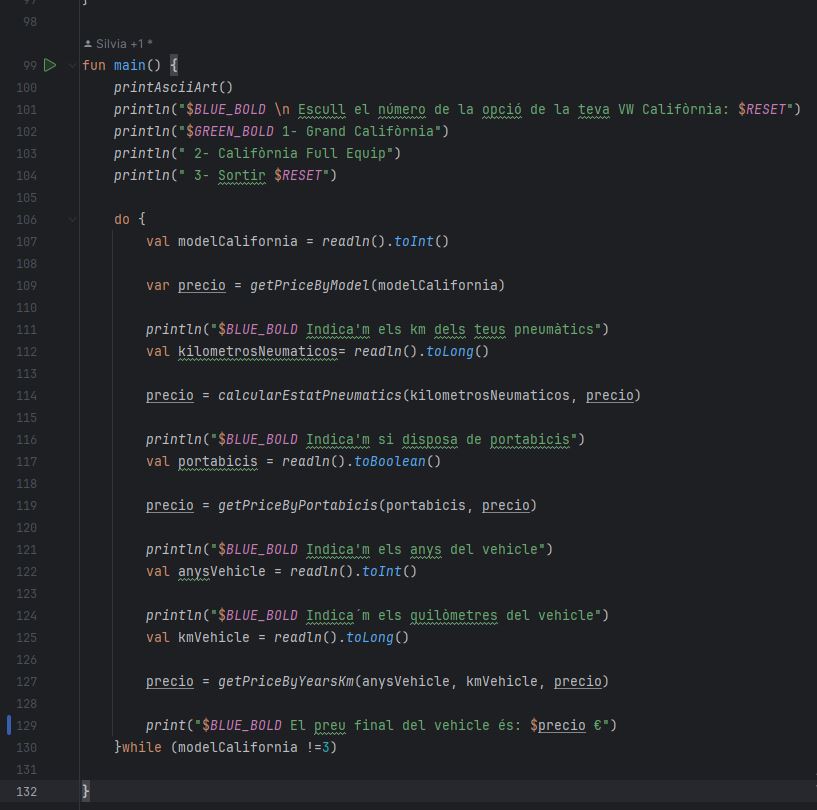 97 }
98
Silvia +1 *
99 fun main() {
100 printAsciiArt()
101 println("$BLUE_BOLD \n Escull el número de la opció de la teva VW Califòrnia: $RESET")
102 println("$GREEN_BOLD 1- Grand Califòrnia")
103 println(" 2- Califòrnia Full Equip")
104 println(" 3- Sortir $RESET")
105
106 do {
107 val modelCalifornia = readln().toInt()
108
109 var precio = getPriceByModel(modelCalifornia)
110
111 println("$BLUE_BOLD Indica'm els km dels teus pneumàtics")
112 val kilometrosNeumaticos= readln().toLong()
113
114 precio = calcularEstatPneumatics(kilometrosNeumaticos, precio)
115
116 println("$BLUE_BOLD Indica'm si disposa de portabicis")
117 val portabicis = readln().toBoolean()
118
119 precio = getPriceByPortabicis(portabicis, precio)
120
121 println("$BLUE_BOLD Indica'm els anys del vehicle")
122 val anysVehicle = readln().toInt()
123
124 println("$BLUE_BOLD Indica´m els quilòmetres del vehicle")
125 val kmVehicle = readln().toLong()
126
127 precio = getPriceByYearsKm(anysVehicle, kmVehicle, precio)
128
129 print("$BLUE_BOLD El preu final del vehicle és: $precio €")
130 }while (modelCalifornia !=3)
131
132 }